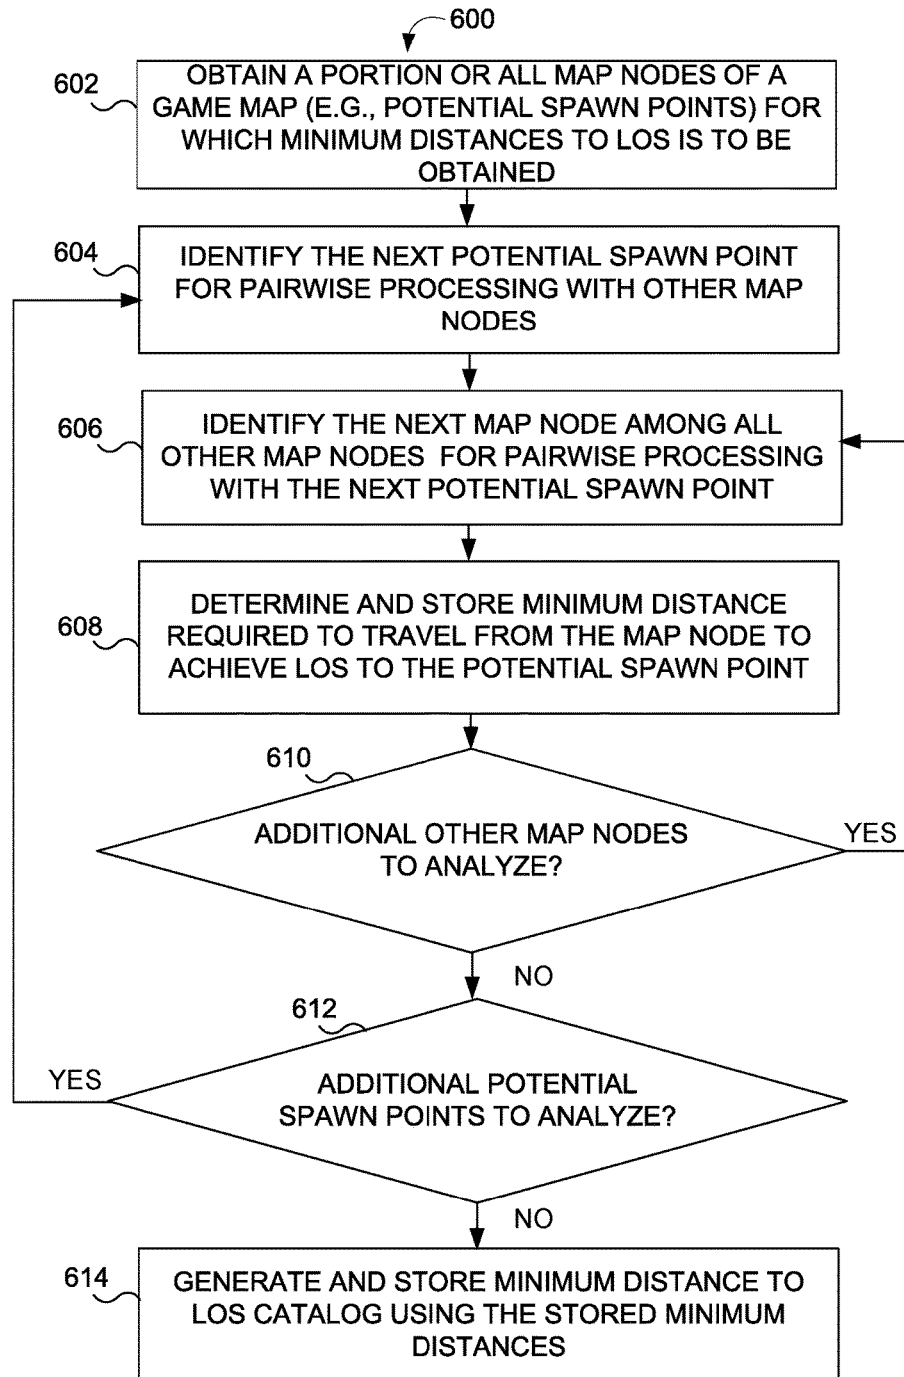 600
602
OBTAIN A PORTION OR ALL MAP NODES OF A
GAME MAP (E.G., POTENTIAL SPAWN POINTS) FOR
WHICH MINIMUM DISTANCES TO LOS IS TO BE
OBTAINED
604
IDENTIFY THE NEXT POTENTIAL SPAWN POINT
FOR PAIRWISE PROCESSING WITH OTHER MAP
NODES
606
IDENTIFY THE NEXT MAP NODE AMONG ALL
OTHER MAP NODES FOR PAIRWISE PROCESSING
WITH THE NEXT POTENTIAL SPAWN POINT
608
DETERMINE AND STORE MINIMUM DISTANCE
REQUIRED TO TRAVEL FROM THE MAP NODE TO
ACHIEVE LOS TO THE POTENTIAL SPAWN POINT
610
ADDITIONAL OTHER MAP NODES
TO ANALYZE?
YES
NO
612
YES
ADDITIONAL POTENTIAL
SPAWN POINTS TO ANALYZE?
NO
614
GENERATE AND STORE MINIMUM DISTANCE TO
LOS CATALOG USING THE STORED MINIMUM
DISTANCES